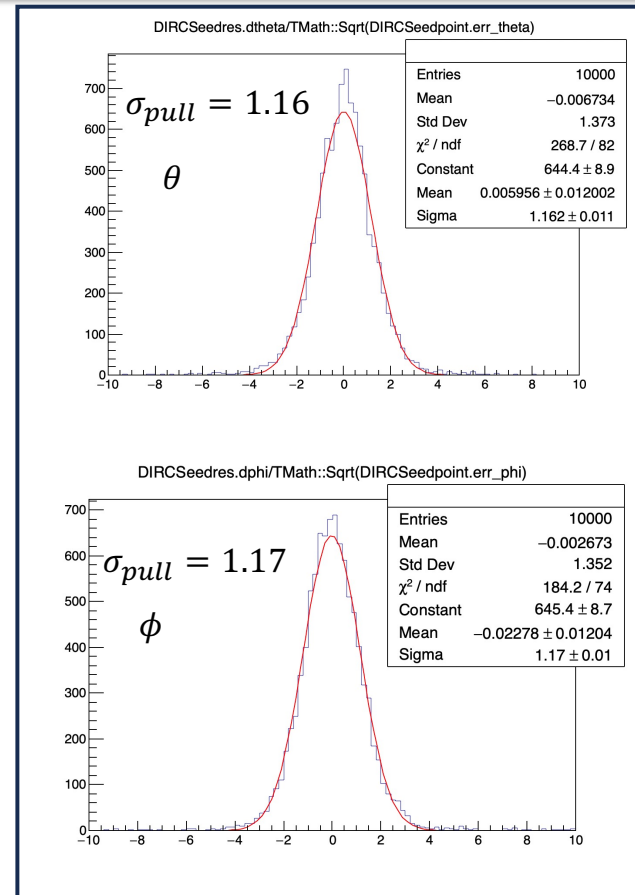 DIRCSeedres.dtheta/TMath::Sqrt(DIRCSeedpoint.err_theta)
σpull = 1.16
θ
Entries 10000
Mean −0.006734
Std Dev 1.373
χ² / ndf 268.7 / 82
Constant 644.4 ± 8.9
Mean 0.005956 ± 0.012002
Sigma 1.162 ± 0.011
700
600
500
400
300
200
100
0
−10 −8 −6 −4 −2 0 2 4 6 8 10
DIRCSeedres.dphi/TMath::Sqrt(DIRCSeedpoint.err_phi)
σpull = 1.17
ϕ
Entries 10000
Mean −0.002673
Std Dev 1.352
χ² / ndf 184.2 / 74
Constant 645.4 ± 8.7
Mean −0.02278 ± 0.01204
Sigma 1.17 ± 0.01
700
600
500
400
300
200
100
0
−10 −8 −6 −4 −2 0 2 4 6 8 10